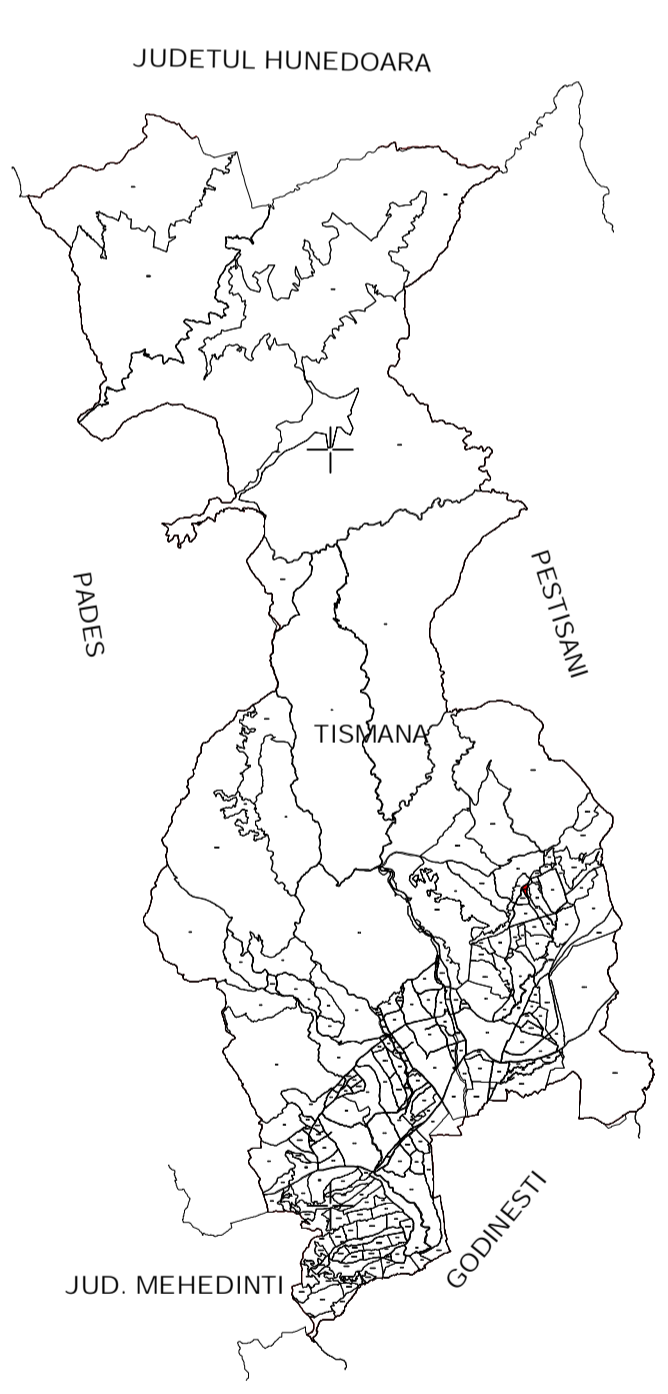 JUDETUL HUNEDOARA
PADES
PESTISANI
TISMANA
GODINESTI
JUD. MEHEDINTI